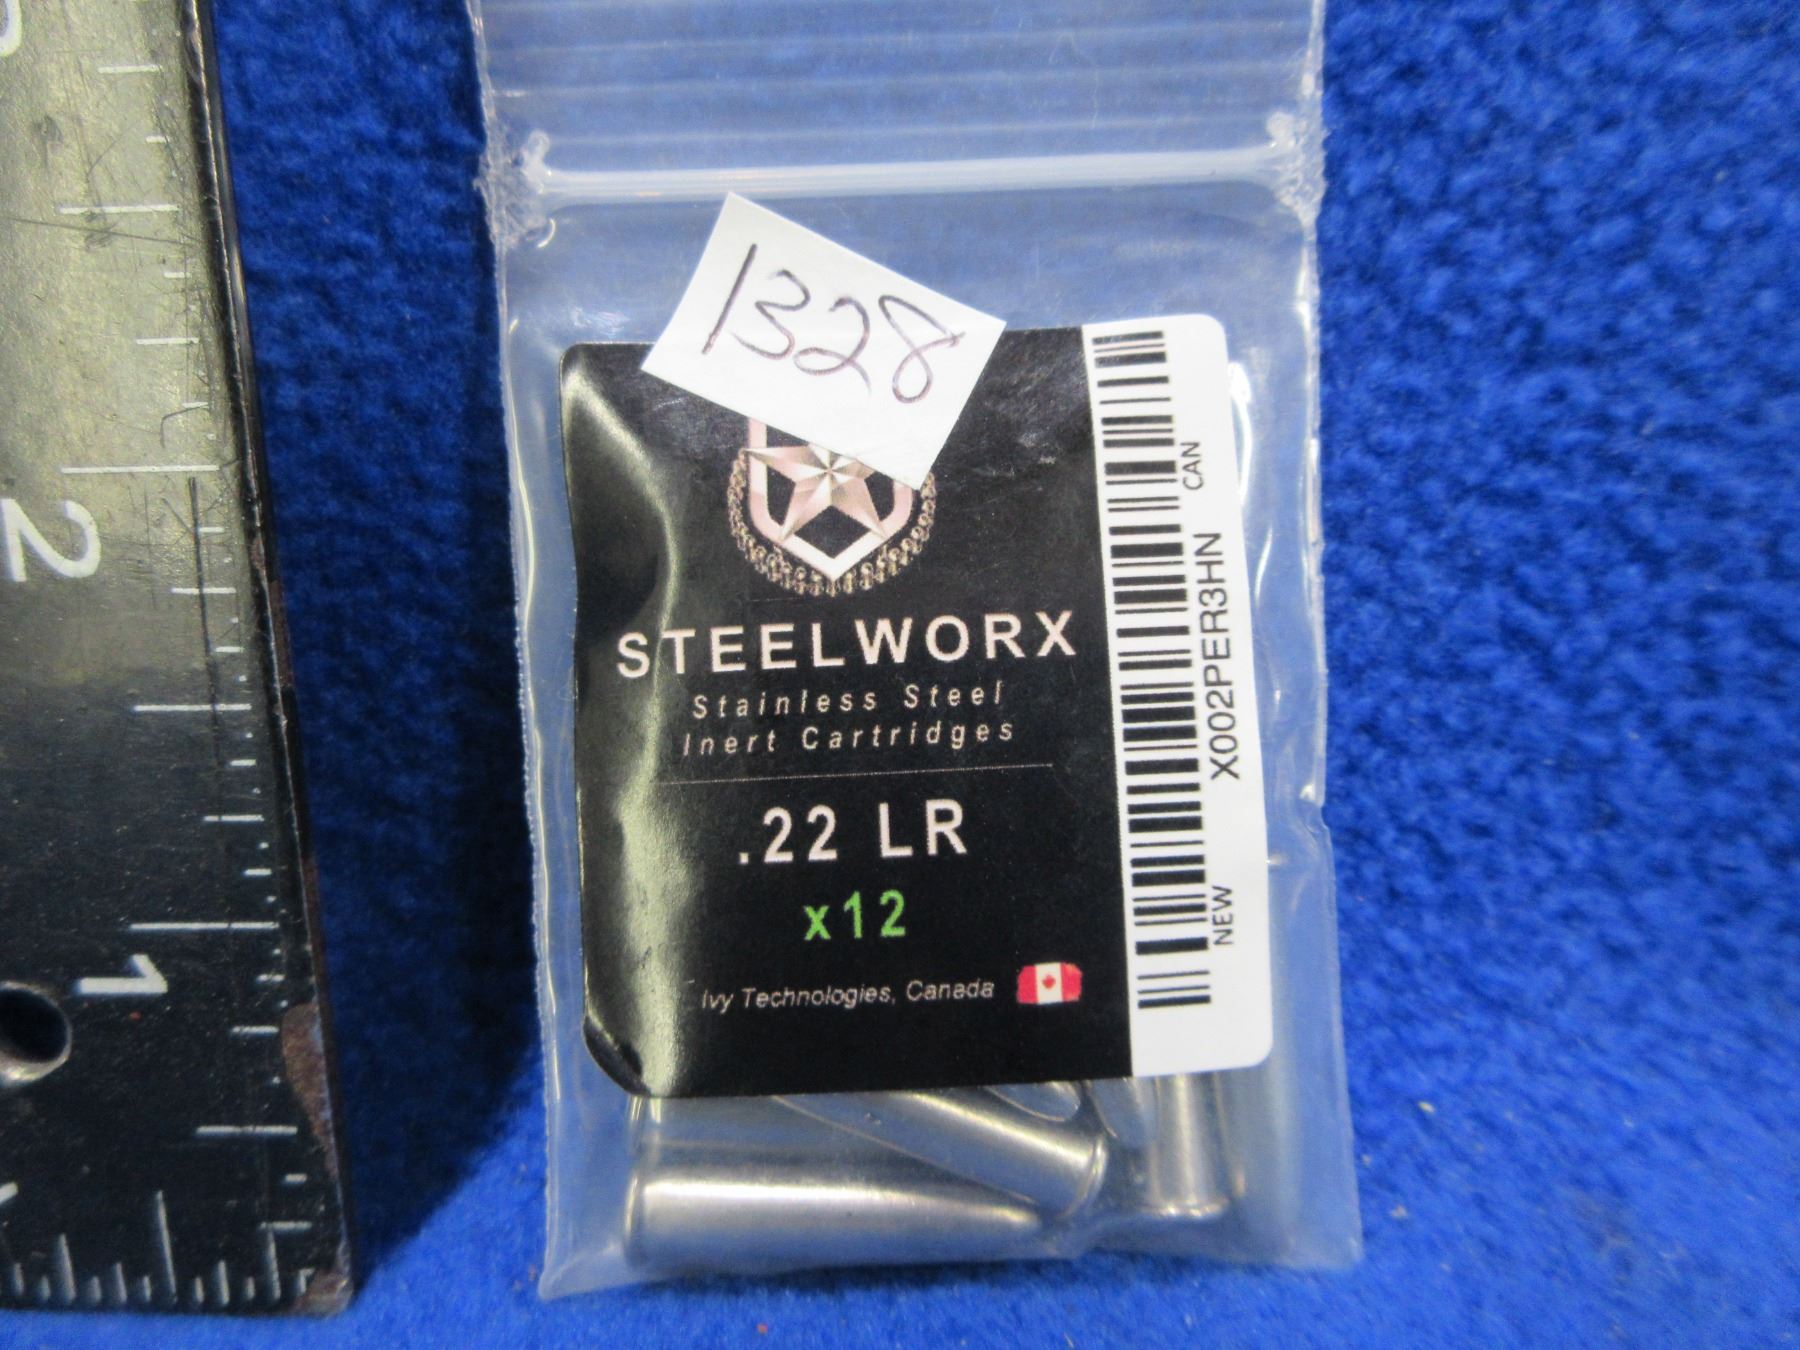 1328
STEELWORX
Stainless Steel
Inert Cartridges
.22 LR
x12
Ivy Technologies, Canada
X002PER3HN
NEW
CAN
2
1